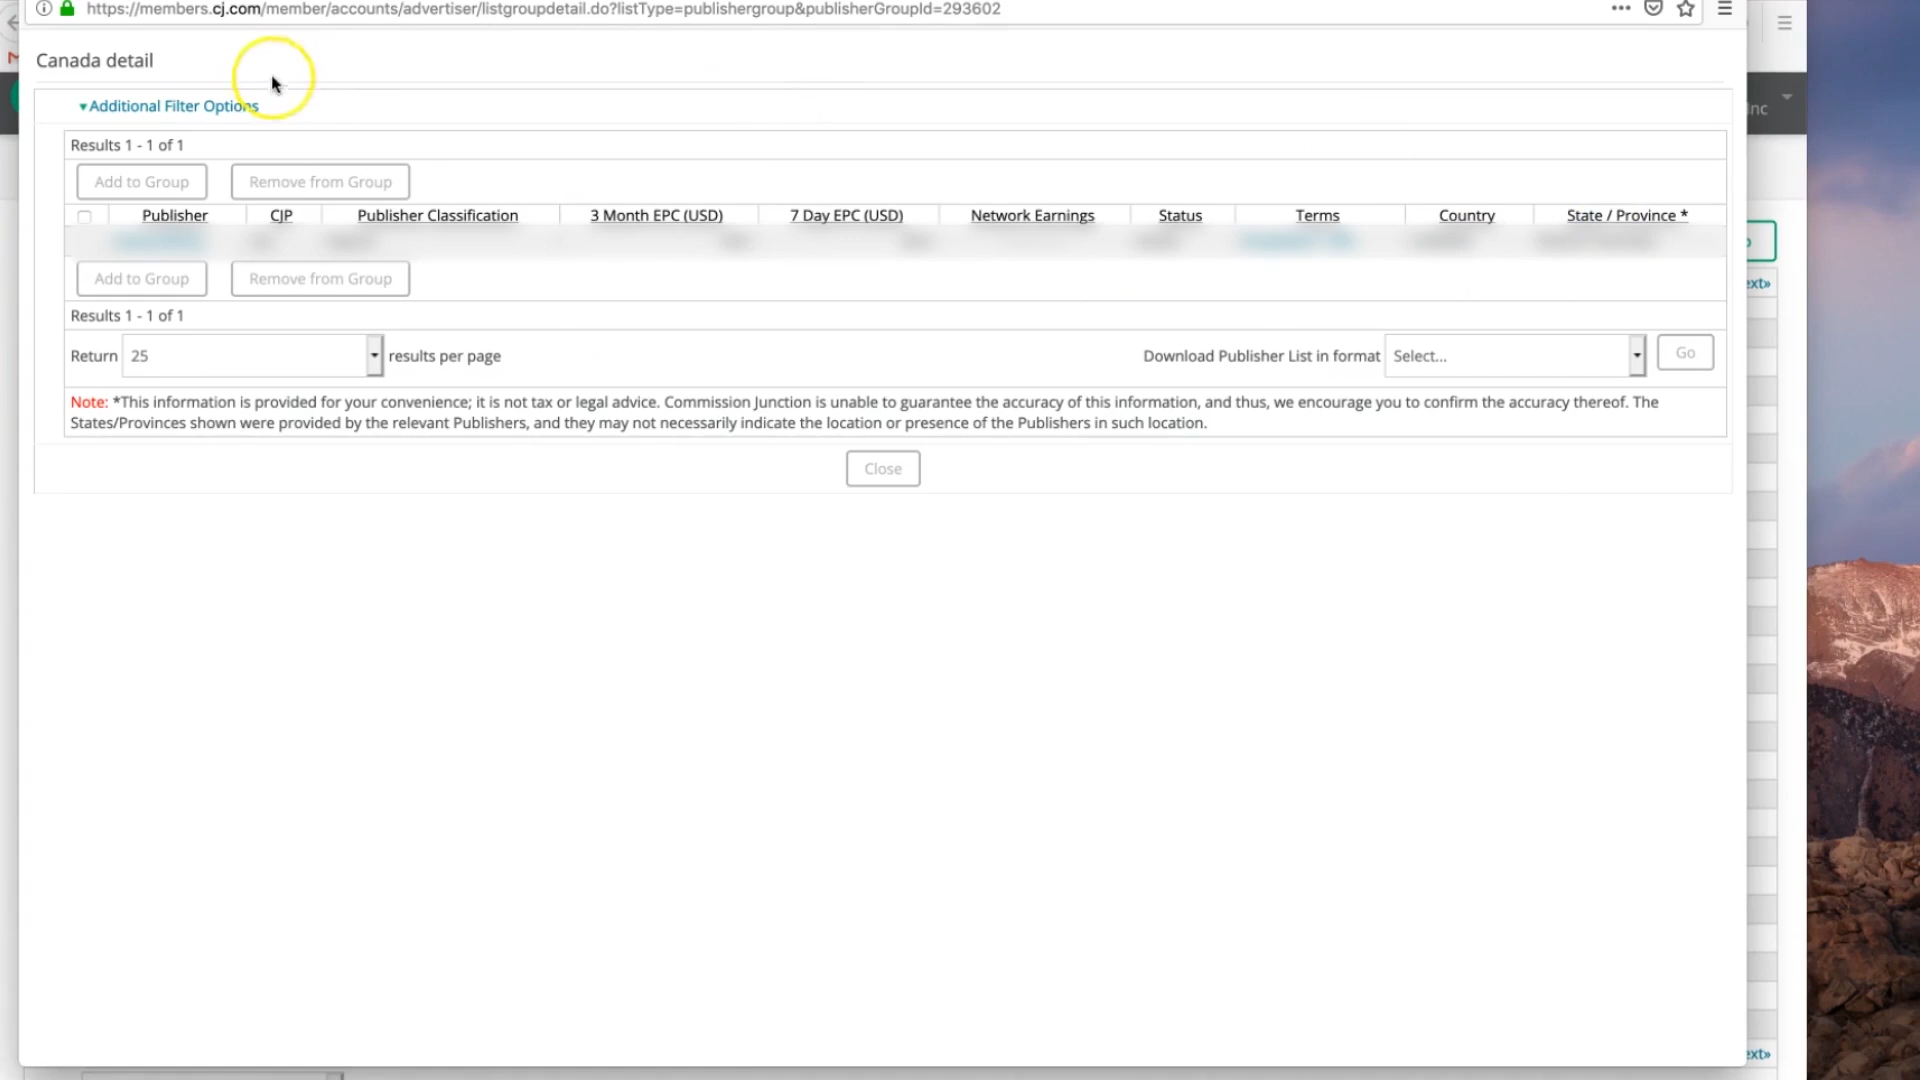 https://members.cj.com/member/accounts/advertiser/listgroupdetail.do?listType=publishergroup&publisherGroupId=293602
Canada detail
Inc
▾Additional Filter Options
Results 1 - 1 of 1
Add to Group Remove from Group
Publisher CJP Publisher Classification 3 Month EPC (USD) 7 Day EPC (USD) Network Earnings Status Terms Country State / Province *
Add to Group Remove from Group
ext»
Results 1 - 1 of 1
Return 25 results per page Download Publisher List in format Select... Go
Note: *This information is provided for your convenience; it is not tax or legal advice. Commission Junction is unable to guarantee the accuracy of this information, and thus, we encourage you to confirm the accuracy thereof. The
States/Provinces shown were provided by the relevant Publishers, and they may not necessarily indicate the location or presence of the Publishers in such location.
Close
ext»